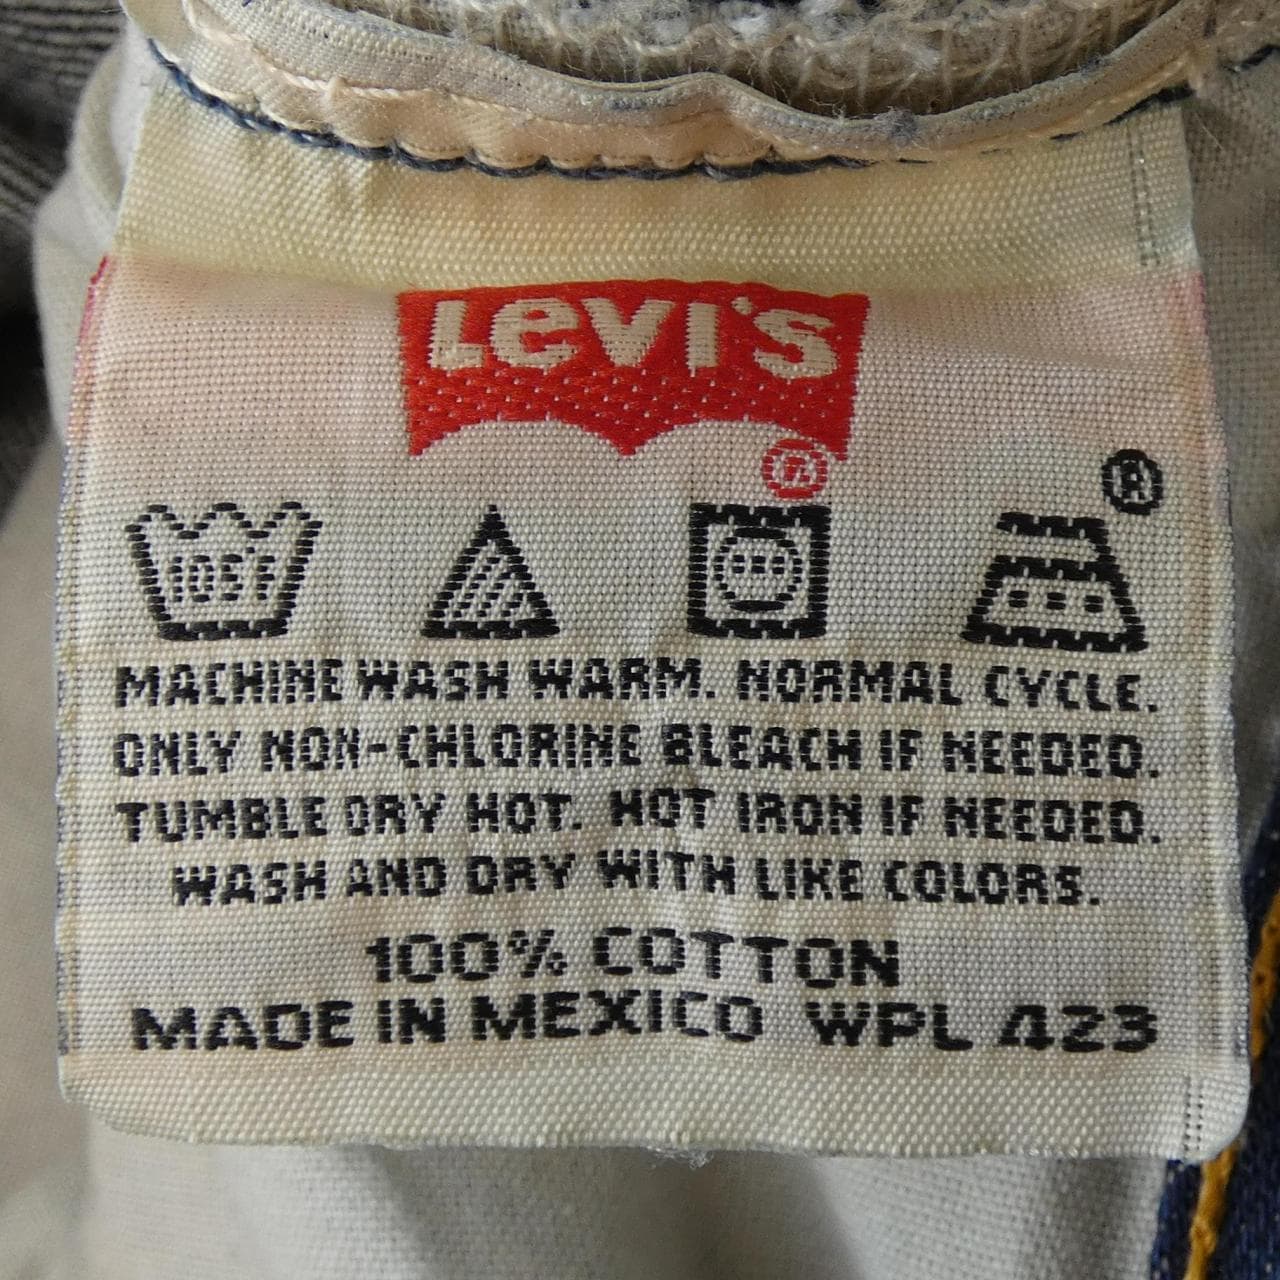 Levi's
®
®
105°F
MACHINE WASH WARM. NORMAL CYCLE.
ONLY NON-CHLORINE BLEACH IF NEEDED.
TUMBLE DRY HOT. HOT IRON IF NEEDED.
WASH AND DRY WITH LIKE COLORS.
100% COTTON
MADE IN MEXICO WPL 423